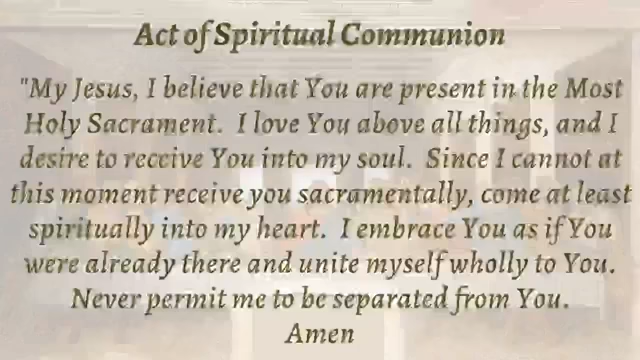 Act of Spiritual Communion
"My Jesus, I believe that You are present in the Most
Holy Sacrament.  I love You above all things, and I
desire to receive You into my soul.  Since I cannot at
this moment receive you sacramentally, come at least
spiritually into my heart.  I embrace You as if You
were already there and unite myself wholly to You.
Never permit me to be separated from You.
Amen